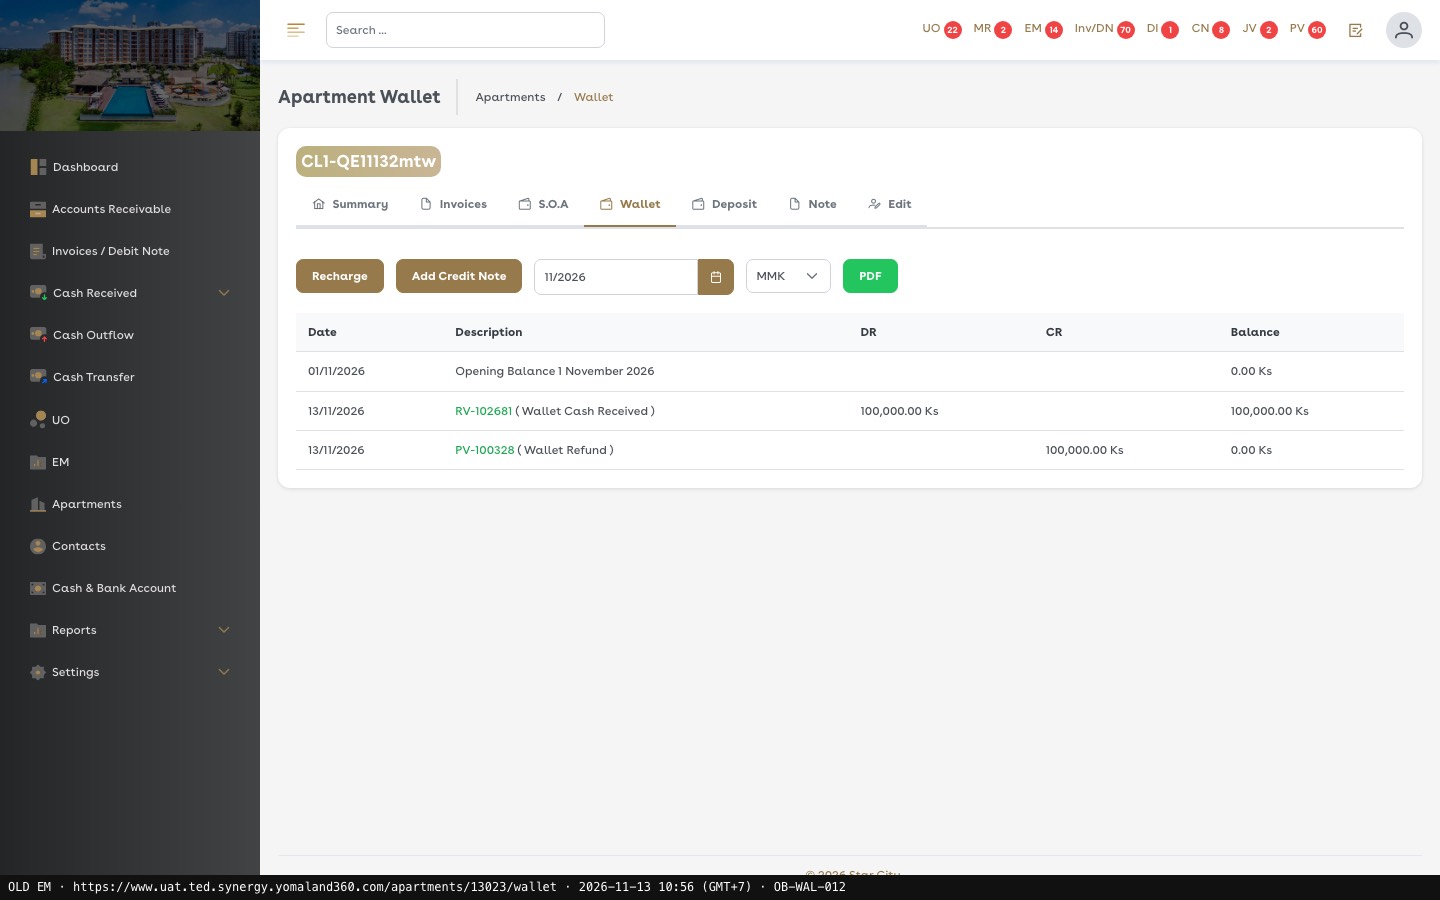 Search ...
UO 22 MR 2 EM 14 Inv/DN 70 DI 1 CN 8 JV 2 PV 60
Apartment Wallet
Apartments / Wallet
Dashboard
Accounts Receivable
Invoices / Debit Note
Cash Received
Cash Outflow
Cash Transfer
UO
EM
Apartments
Contacts
Cash & Bank Account
Reports
Settings
CL1-QE11132mtw
Summary Invoices S.O.A Wallet Deposit Note Edit
Recharge Add Credit Note 11/2026 MMK PDF
Date Description DR CR Balance
01/11/2026 Opening Balance 1 November 2026 0.00 Ks
13/11/2026 RV-102681 ( Wallet Cash Received ) 100,000.00 Ks 100,000.00 Ks
13/11/2026 PV-100328 ( Wallet Refund ) 100,000.00 Ks 0.00 Ks
© 2026 Star City
OLD EM · https://www.uat.ted.synergy.yomaland360.com/apartments/13023/wallet · 2026-11-13 10:56 (GMT+7) · OB-WAL-012